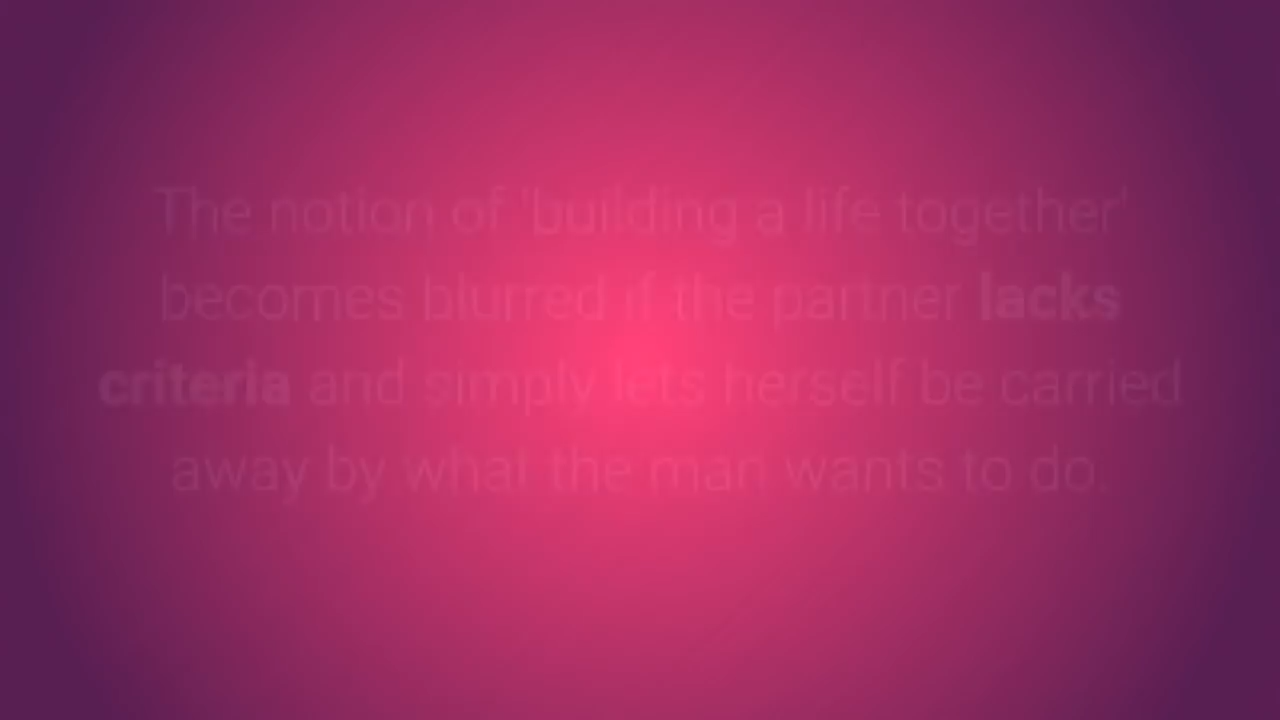 The notion of 'building a life together'
becomes blurred if the partner lacks
criteria and simply lets herself be carried
away by what the man wants to do.